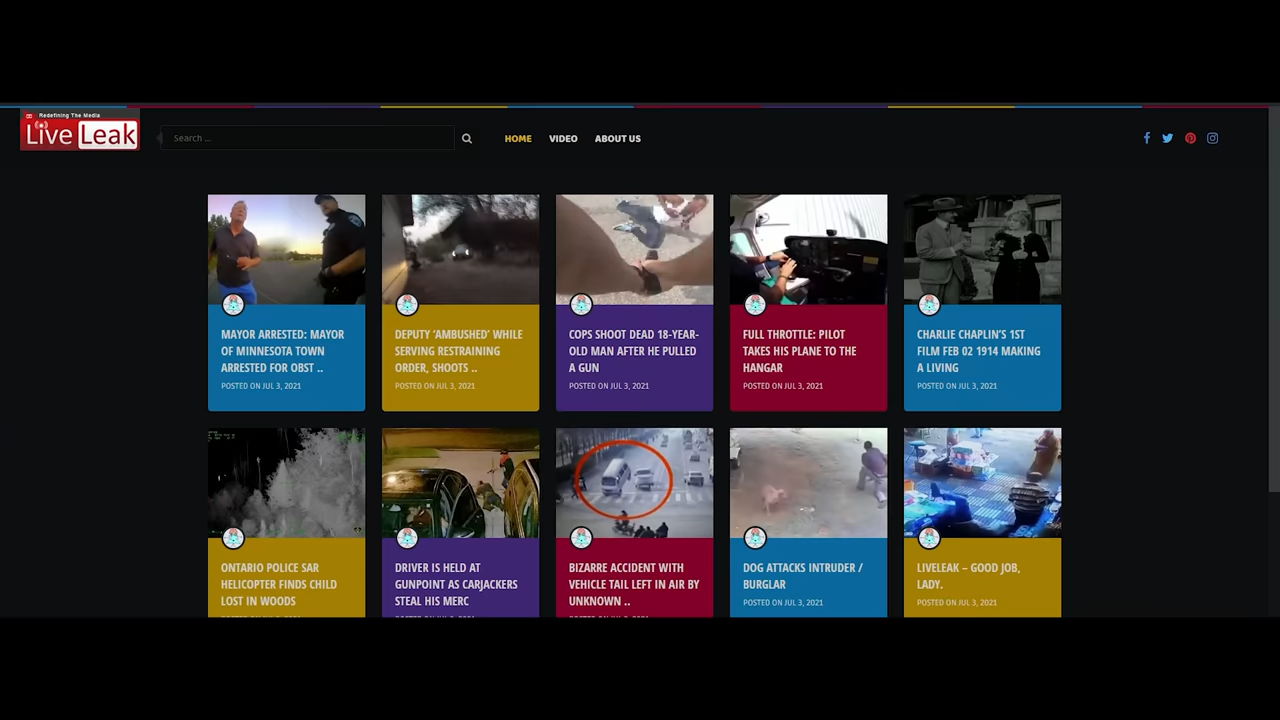 Redefining The Media
LiveLeak
Search ...
HOME
VIDEO
ABOUT US
MAYOR ARRESTED: MAYOR
OF MINNESOTA TOWN
ARRESTED FOR OBST ..
POSTED ON JUL 3, 2021
DEPUTY ‘AMBUSHED’ WHILE
SERVING RESTRAINING
ORDER, SHOOTS ..
POSTED ON JUL 3, 2021
COPS SHOOT DEAD 18-YEAR-
OLD MAN AFTER HE PULLED
A GUN
POSTED ON JUL 3, 2021
FULL THROTTLE: PILOT
TAKES HIS PLANE TO THE
HANGAR
POSTED ON JUL 3, 2021
CHARLIE CHAPLIN’S 1ST
FILM FEB 02 1914 MAKING
A LIVING
POSTED ON JUL 3, 2021
ONTARIO POLICE SAR
HELICOPTER FINDS CHILD
LOST IN WOODS
DRIVER IS HELD AT
GUNPOINT AS CARJACKERS
STEAL HIS MERC
BIZARRE ACCIDENT WITH
VEHICLE TAIL LEFT IN AIR BY
UNKNOWN ..
DOG ATTACKS INTRUDER /
BURGLAR
POSTED ON JUL 3, 2021
LIVELEAK – GOOD JOB,
LADY.
POSTED ON JUL 3, 2021